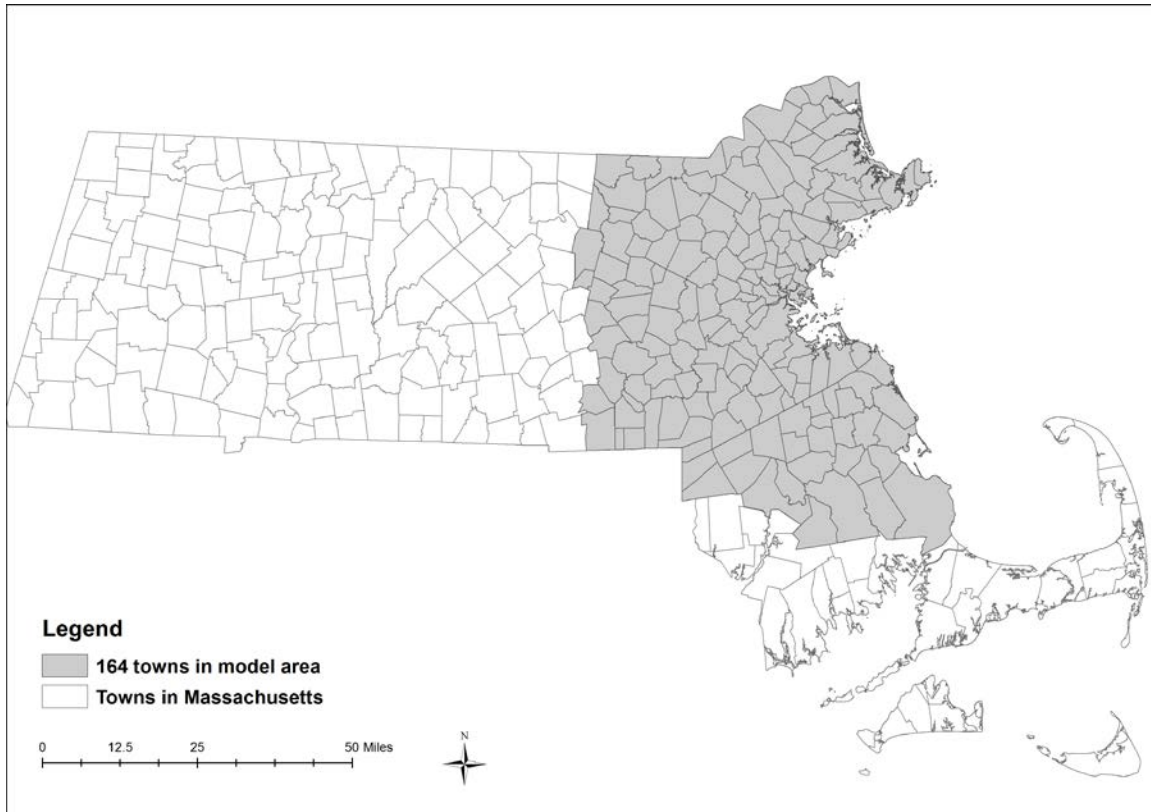 Legend
164 towns in model area
Towns in Massachusetts
0 12.5 25 50 Miles
N